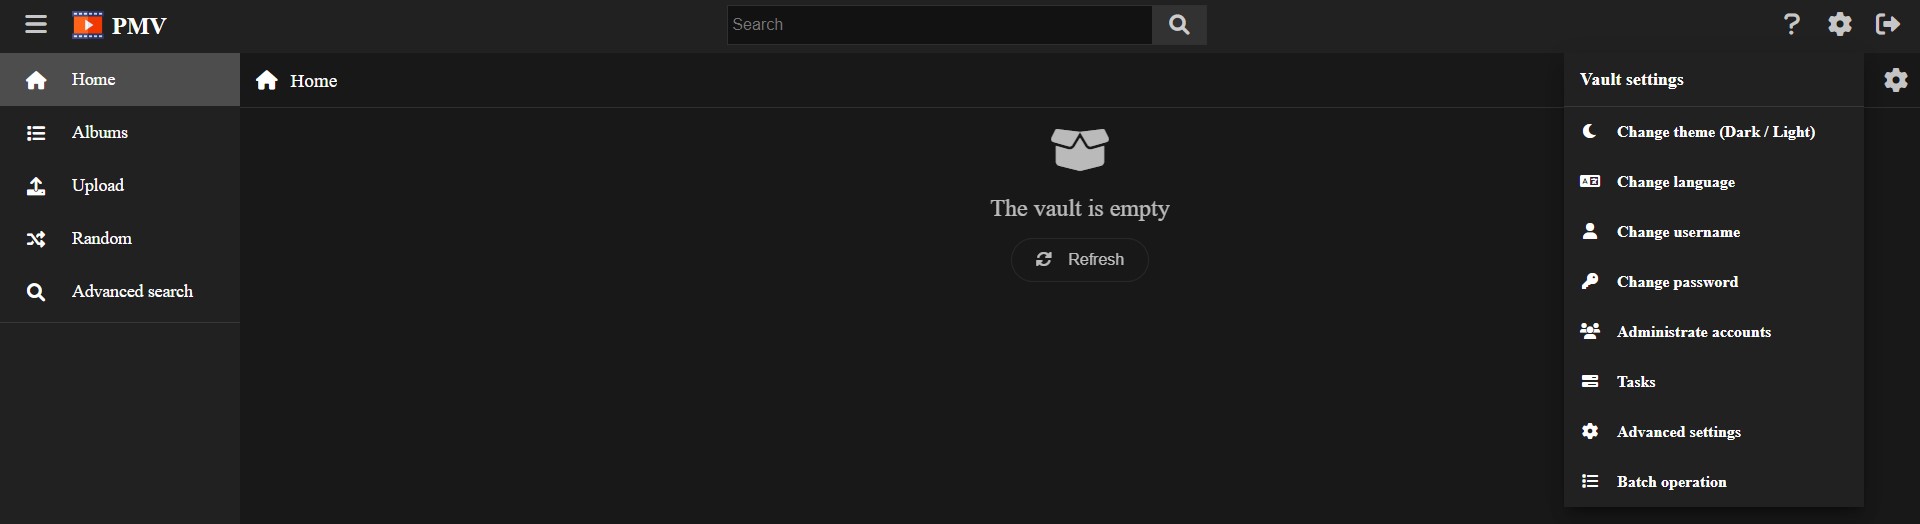 PMV
Search
Home
Albums
Upload
Random
Advanced search
Home
The vault is empty
Refresh
Vault settings
Change theme (Dark / Light)
Change language
Change username
Change password
Administrate accounts
Tasks
Advanced settings
Batch operation